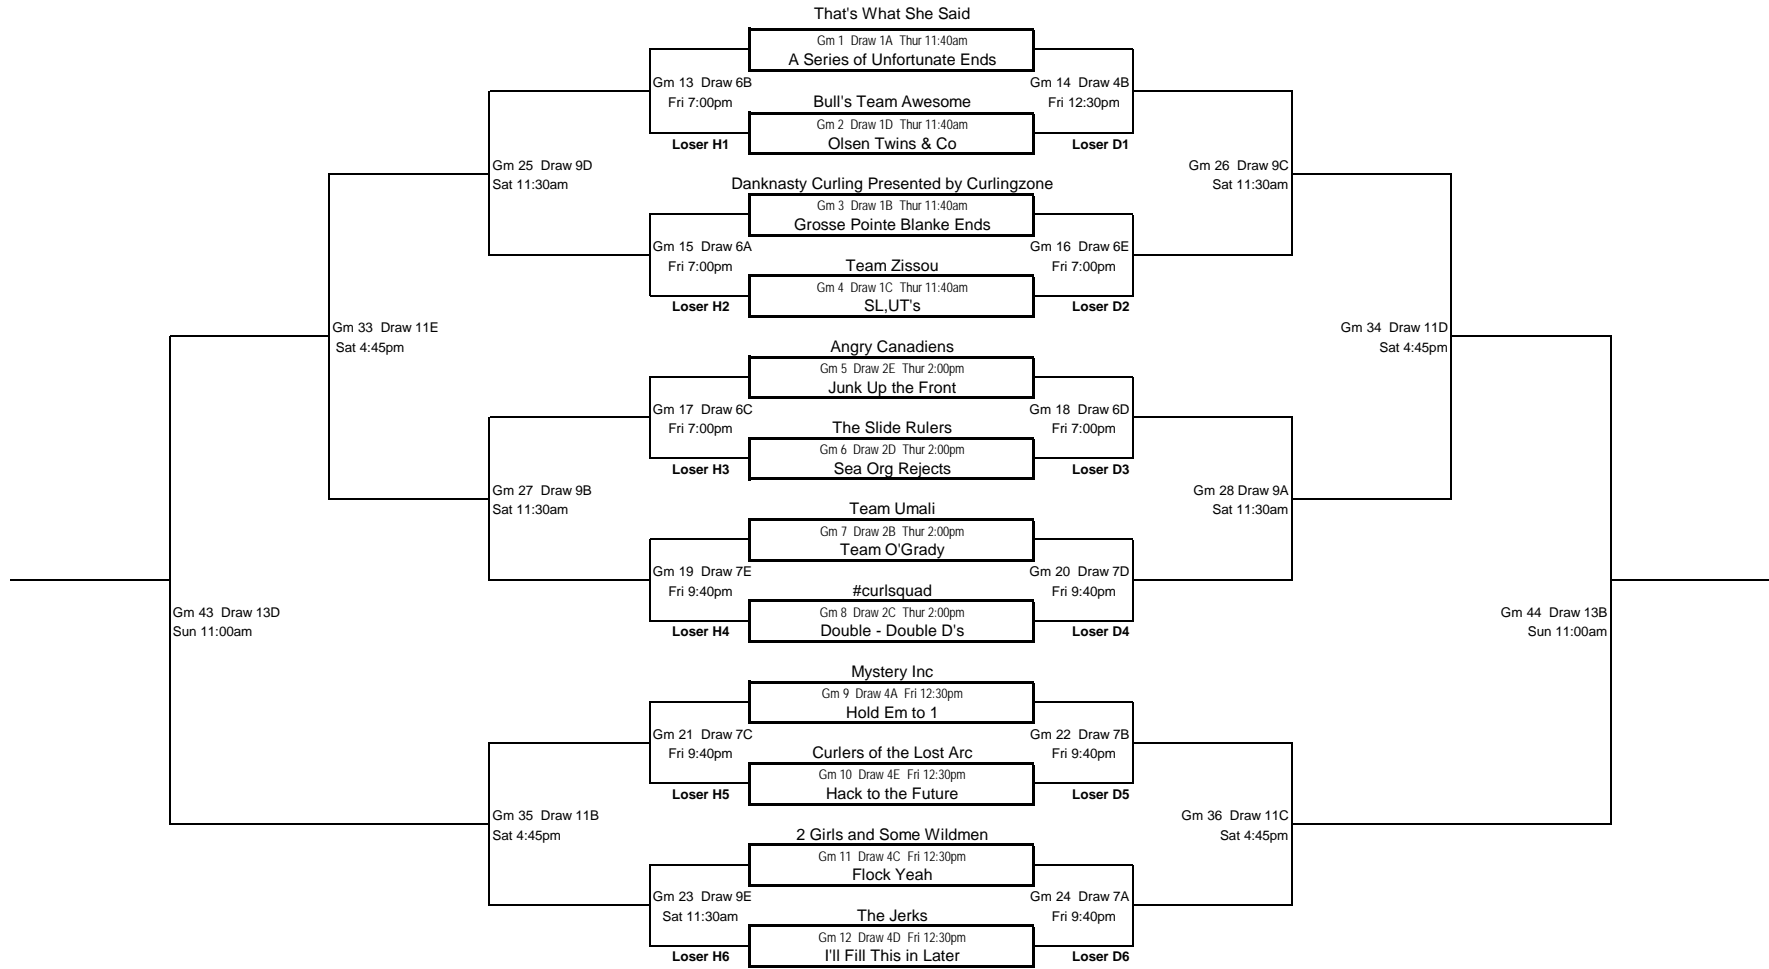 That's What She Said
Gm 1 Draw 1A Thur 11:40am
A Series of Unfortunate Ends
Gm 13 Draw 6B
Fri 7:00pm
Gm 14 Draw 4B
Fri 12:30pm
Bull's Team Awesome
Gm 2 Draw 1D Thur 11:40am
Olsen Twins & Co
Loser H1
Loser D1
Gm 25 Draw 9D
Sat 11:30am
Gm 26 Draw 9C
Sat 11:30am
Danknasty Curling Presented by Curlingzone
Gm 3 Draw 1B Thur 11:40am
Grosse Pointe Blanke Ends
Gm 15 Draw 6A
Fri 7:00pm
Gm 16 Draw 6E
Fri 7:00pm
Team Zissou
Gm 4 Draw 1C Thur 11:40am
SL,UT's
Loser H2
Loser D2
Gm 33 Draw 11E
Sat 4:45pm
Gm 34 Draw 11D
Sat 4:45pm
Angry Canadiens
Gm 5 Draw 2E Thur 2:00pm
Junk Up the Front
Gm 17 Draw 6C
Fri 7:00pm
Gm 18 Draw 6D
Fri 7:00pm
The Slide Rulers
Gm 6 Draw 2D Thur 2:00pm
Sea Org Rejects
Loser H3
Loser D3
Gm 27 Draw 9B
Sat 11:30am
Gm 28 Draw 9A
Sat 11:30am
Team Umali
Gm 7 Draw 2B Thur 2:00pm
Team O'Grady
Gm 19 Draw 7E
Fri 9:40pm
Gm 20 Draw 7D
Fri 9:40pm
#curlsquad
Gm 8 Draw 2C Thur 2:00pm
Double - Double D's
Loser H4
Loser D4
Gm 43 Draw 13D
Sun 11:00am
Gm 44 Draw 13B
Sun 11:00am
Mystery Inc
Gm 9 Draw 4A Fri 12:30pm
Hold Em to 1
Gm 21 Draw 7C
Fri 9:40pm
Gm 22 Draw 7B
Fri 9:40pm
Curlers of the Lost Arc
Gm 10 Draw 4E Fri 12:30pm
Hack to the Future
Loser H5
Loser D5
Gm 35 Draw 11B
Sat 4:45pm
Gm 36 Draw 11C
Sat 4:45pm
2 Girls and Some Wildmen
Gm 11 Draw 4C Fri 12:30pm
Flock Yeah
Gm 23 Draw 9E
Sat 11:30am
Gm 24 Draw 7A
Fri 9:40pm
The Jerks
Gm 12 Draw 4D Fri 12:30pm
I'll Fill This in Later
Loser H6
Loser D6